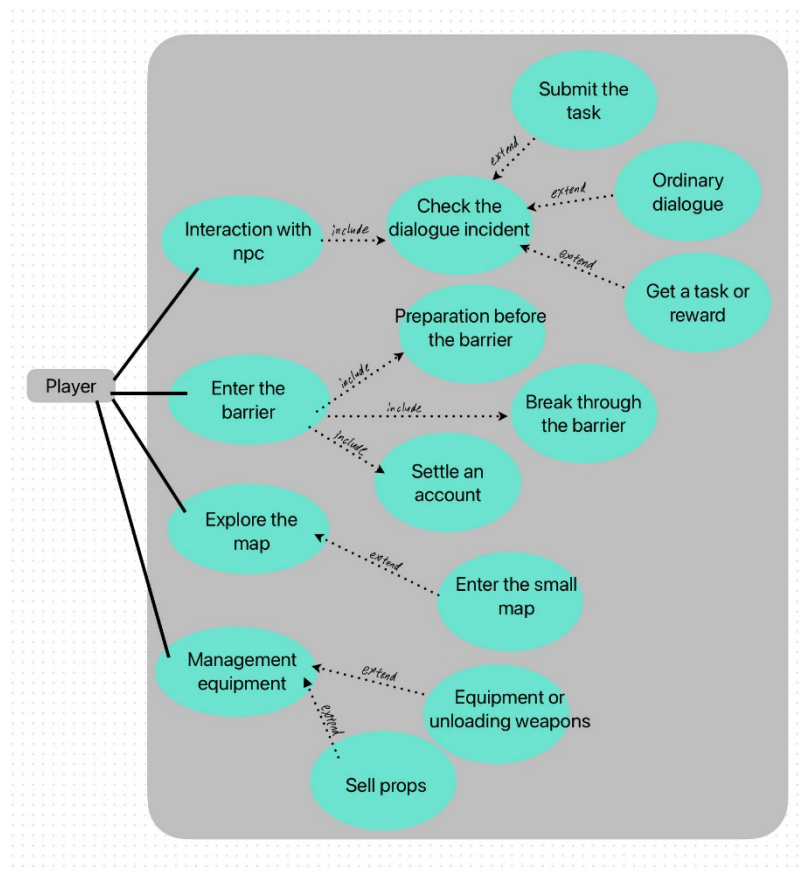 Submit the
task
extend
Ordinary
dialogue
extend
Check the
dialogue incident
Interaction with
npc
include
extend
Get a task or
reward
Preparation before
the barrier
Player
Enter the
barrier
include
include
Break through
the barrier
include
Settle an
account
Explore the
map
extend
Enter the small
map
Management
equipment
extend
Equipment or
unloading weapons
extend
Sell props